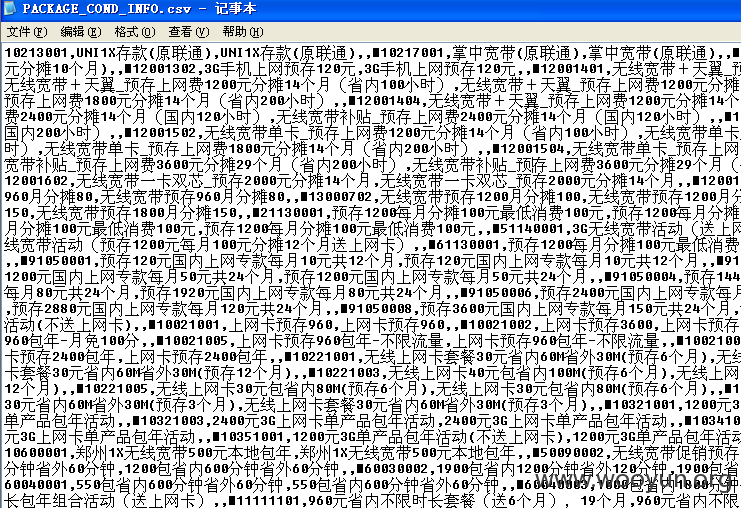 PACKAGE_COND_INFO.csv - 记事本
文件(F) 编辑(E) 格式(O) 查看(V) 帮助(H)
10213001,UNI1X存款(原联通),UNI1X存款(原联通),,■10217001,掌中宽带(原联通),掌中宽带(原联通),,■
元分摊10个月),,■12001302,3G手机上网预存120元,3G手机上网预存120元,,■12001401,无线宽带＋天翼_预
无线宽带＋天翼_预存上网费1200元分摊14个月（省内100小时）,无线宽带＋天翼_预存上网费1200元分摊
预存上网费1800元分摊14个月（省内200小时）,,■12001404,无线宽带＋天翼_预存上网费2400元分摊14个
费2400元分摊14个月（国内120小时）,无线宽带补贴_预存上网费2400元分摊14个月（国内120小时）,,■1
国内200小时）,,■12001502,无线宽带单卡_预存上网费1200元分摊14个月（省内100小时）,无线宽带单卡
时）,无线宽带单卡_预存上网费1800元分摊14个月（省内200小时）,,■12001504,无线宽带单卡_预存上网
宽带补贴_预存上网费3600元分摊29个月（省内200小时）,无线宽带补贴_预存上网费3600元分摊29个月（
12001602,无线宽带一卡双芯_预存2000元分摊14个月,无线宽带一卡双芯_预存2000元分摊14个月,,■12001
960月分摊80,无线宽带预存960月分摊80,,■13000702,无线宽带预存1200月分摊100,无线宽带预存1200月分
150,无线宽带预存1800月分摊150,,■21130001,预存1200每月分摊100元最低消费100元,预存1200每月分摊
月分摊100元最低消费100元,预存1200每月分摊100元最低消费100元,,■51140001,3G无线宽带活动（送上网
线宽带活动（预存1200元每月100元分摊12个月送上网卡）,,■61130001,预存1200每月分摊100元最低消费
,,■91050001,预存120元国内上网专款每月10元共12个月,预存120元国内上网专款每月10元共12个月,,■91
1200元国内上网专款每月50元共24个月,预存1200元国内上网专款每月50元共24个月,,■91050004,预存144
每月80元共24个月,预存1920元国内上网专款每月80元共24个月,,■91050006,预存2400元国内上网专款每月
,预存2880元国内上网专款每月120元共24个月,,■91050008,预存3600元国内上网专款每月150元共24个月,
活动(不送上网卡),,■10021001,上网卡预存960,上网卡预存960,,■10021002,上网卡预存3600,上网卡预存
960包年-月免100分,,■10021005,上网卡预存960包年-不限流量,上网卡预存960包年-不限流量,,■1002100
卡预存2400包年,上网卡预存2400包年,,■10221001,无线上网卡套餐30元省内60M省外30M(预存6个月),无线
卡套餐30元省内60M省外30M(预存12个月),,■10221003,无线上网卡40元包省内100M(预存6个月),无线上网
12个月),,■10221005,无线上网卡30元包省内80M(预存6个月),无线上网卡30元包省内80M(预存6个月),,■1
30元省内60M省外30M(预存3个月),无线上网卡套餐30元省内60M省外30M(预存3个月),,■10321001,1200元3
单产品包年活动,,■10321003,2400元3G上网卡单产品包年活动,2400元3G上网卡单产品包年活动,,■103410
元3G上网卡单产品包年活动,,■10351001,1200元3G单产品包年活动(不送上网卡),1200元3G单产品包年活动
10600001,郑州1X无线宽带500元本地包年,郑州1X无线宽带500元本地包年,,■50090002,无线宽带促销预存
分钟省外60分钟,1200包省内600分钟省外60分钟,,■60030002,1900包省内1200分钟省外120分钟,1900包省
60040001,550包省内600分钟省外60分钟,550包省内600分钟省外60分钟,,■60040003,1800包省内1800分钟
长包年组合活动（送上网卡）,,■11111101,960元省内不限时长套餐（送6个月），19个月,960元省内不限
www.wooyun.org